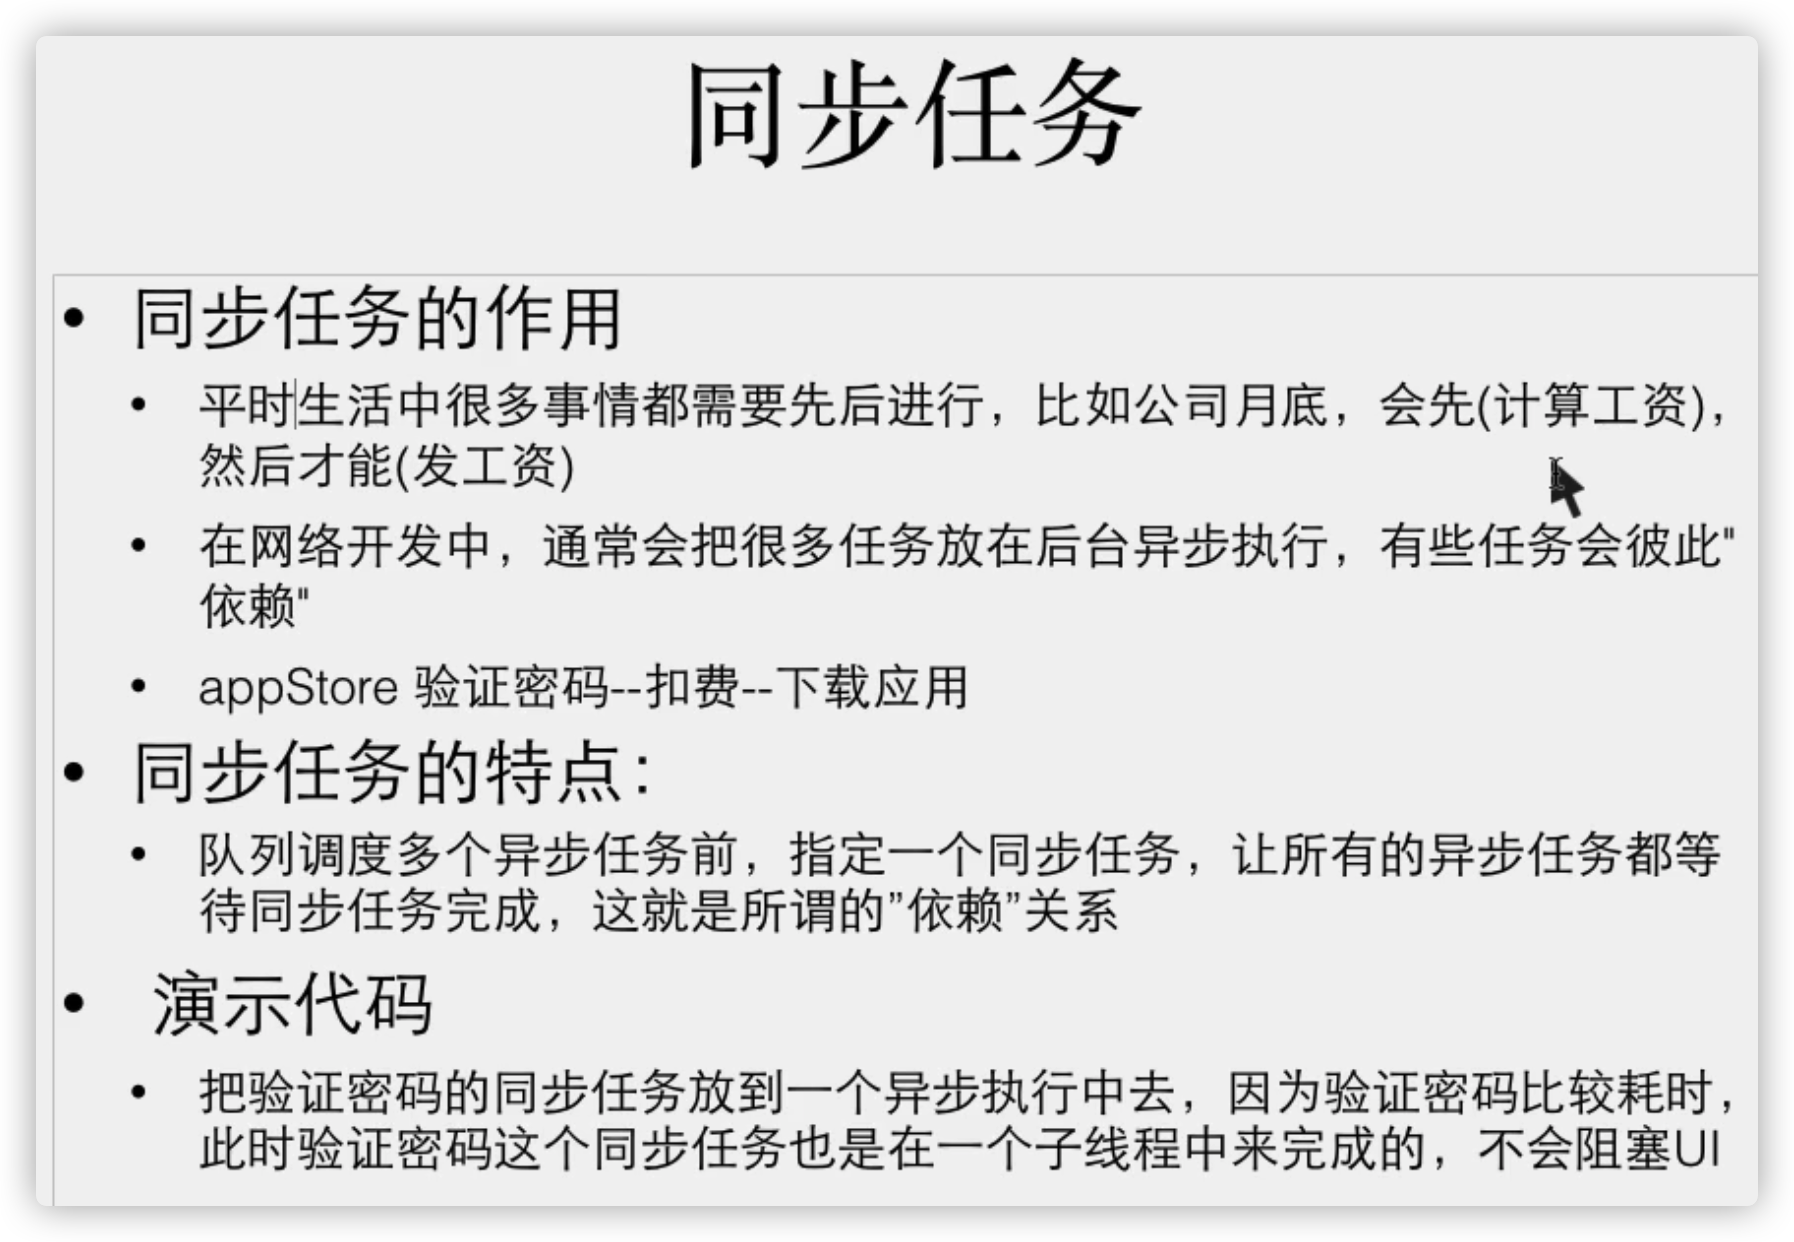 同步任务
• 同步任务的作用
• 平时生活中很多事情都需要先后进行，比如公司月底，会先(计算工资)，
然后才能(发工资)
• 在网络开发中，通常会把很多任务放在后台异步执行，有些任务会彼此"
依赖"
• appStore 验证密码--扣费--下载应用
• 同步任务的特点：
• 队列调度多个异步任务前，指定一个同步任务，让所有的异步任务都等
待同步任务完成，这就是所谓的”依赖”关系
• 演示代码
• 把验证密码的同步任务放到一个异步执行中去，因为验证密码比较耗时，
此时验证密码这个同步任务也是在一个子线程中来完成的，不会阻塞UI